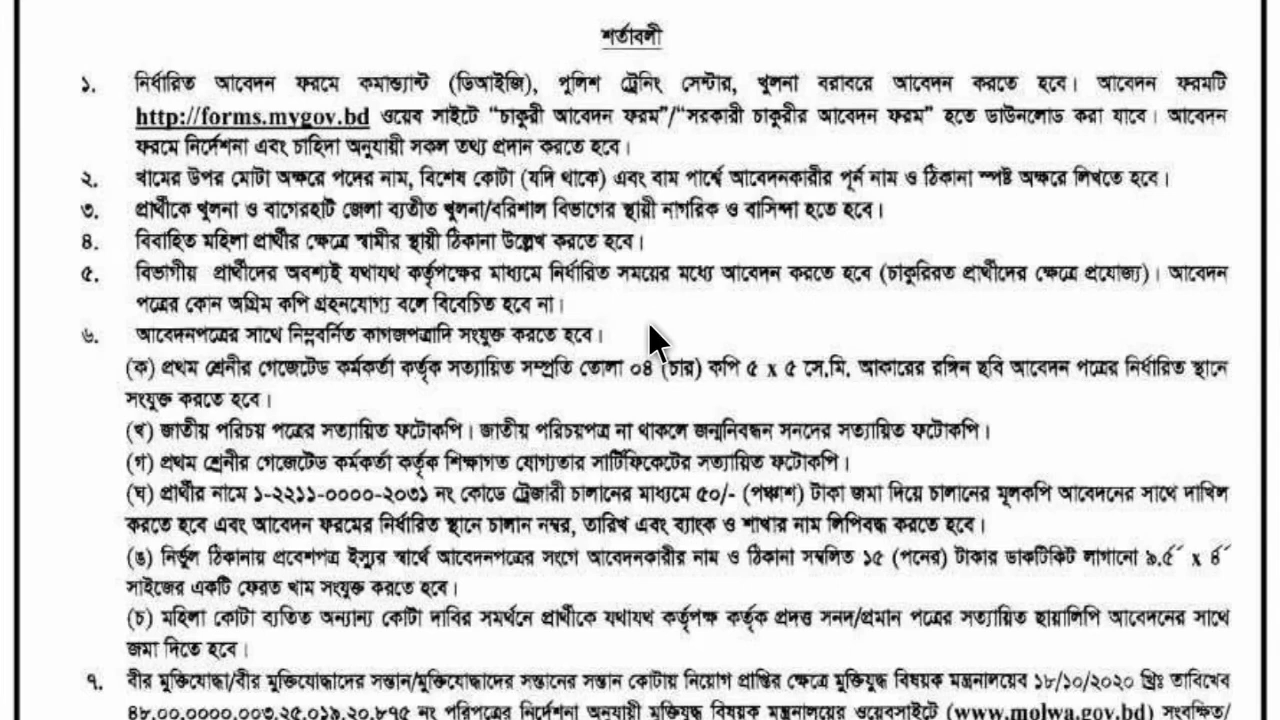 শর্তাবলী
১. নির্ধারিত আবেদন ফরমে কমান্ড্যান্ট (ডিআইজি), পুলিশ ট্রেনিং সেন্টার, খুলনা বরাবরে আবেদন করতে হবে। আবেদন ফরমটি
http://forms.mygov.bd ওয়েব সাইটে “চাকুরী আবেদন ফরম”/“সরকারী চাকুরীর আবেদন ফরম” হতে ডাউনলোড করা যাবে। আবেদন
ফরমে নির্দেশনা এবং চাহিদা অনুযায়ী সকল তথ্য প্রদান করতে হবে।
২. খামের উপর মোটা অক্ষরে পদের নাম, বিশেষ কোটা (যদি থাকে) এবং বাম পার্শ্বে আবেদনকারীর পূর্ন নাম ও ঠিকানা স্পষ্ট অক্ষরে লিখতে হবে।
৩. প্রার্থীকে খুলনা ও বাগেরহাট জেলা ব্যতীত খুলনা/বরিশাল বিভাগের স্থায়ী নাগরিক ও বাসিন্দা হতে হবে।
৪. বিবাহিত মহিলা প্রার্থীর ক্ষেত্রে স্বামীর স্থায়ী ঠিকানা উল্লেখ করতে হবে।
৫. বিভাগীয় প্রার্থীদের অবশ্যই যথাযথ কর্তৃপক্ষের মাধ্যমে নির্ধারিত সময়ের মধ্যে আবেদন করতে হবে (চাকুরিরত প্রার্থীদের ক্ষেত্রে প্রযোজ্য)। আবেদন
পত্রের কোন অগ্রিম কপি গ্রহনযোগ্য বলে বিবেচিত হবে না।
৬. আবেদনপত্রের সাথে নিম্নবর্নিত কাগজপত্রাদি সংযুক্ত করতে হবে।
(ক) প্রথম শ্রেনীর গেজেটেড কর্মকর্তা কর্তৃক সত্যায়িত সম্প্রতি তোলা ০৪ (চার) কপি ৫ x ৫ সে.মি. আকারের রঙ্গিন ছবি আবেদন পত্রের নির্ধারিত স্থানে
সংযুক্ত করতে হবে।
(খ) জাতীয় পরিচয় পত্রের সত্যায়িত ফটোকপি। জাতীয় পরিচয়পত্র না থাকলে জন্মনিবন্ধন সনদের সত্যায়িত ফটোকপি।
(গ) প্রথম শ্রেনীর গেজেটেড কর্মকর্তা কর্তৃক শিক্ষাগত যোগ্যতার সার্টিফিকেটের সত্যায়িত ফটোকপি।
(ঘ) প্রার্থীর নামে ১-২২১১-০০০০-২০৩১ নং কোডে ট্রেজারী চালানের মাধ্যমে ৫০/- (পঞ্চাশ) টাকা জমা দিয়ে চালানের মূলকপি আবেদনের সাথে দাখিল
করতে হবে এবং আবেদন ফরমের নির্ধারিত স্থানে চালান নম্বর, তারিখ এবং ব্যাংক ও শাখার নাম লিপিবদ্ধ করতে হবে।
(ঙ) নির্ভুল ঠিকানায় প্রবেশপত্র ইস্যুর স্বার্থে আবেদনপত্রের সংগে আবেদনকারীর নাম ও ঠিকানা সম্বলিত ১৫ (পনের) টাকার ডাকটিকিট লাগানো ৯.৫˝ x ৪˝
সাইজের একটি ফেরত খাম সংযুক্ত করতে হবে।
(চ) মহিলা কোটা ব্যতিত অন্যান্য কোটা দাবির সমর্থনে প্রার্থীকে যথাযথ কর্তৃপক্ষ কর্তৃক প্রদত্ত সনদ/প্রমান পত্রের সত্যায়িত ছায়ালিপি আবেদনের সাথে
জমা দিতে হবে।
৭. বীর মুক্তিযোদ্ধা/বীর মুক্তিযোদ্ধাদের সন্তান/মুক্তিযোদ্ধাদের সন্তানের সন্তান কোটায় নিয়োগ প্রাপ্তির ক্ষেত্রে মুক্তিযুদ্ধ বিষয়ক মন্ত্রনালয়ের ১৮/১০/২০২০ খ্রিঃ তারিখের
৪৮.০০.০০০০.০০৩.২৫.০১৯.২০.৮৭৫ নং পরিপত্রের নির্দেশনা অনুযায়ী মুক্তিযুদ্ধ বিষয়ক মন্ত্রনালয়ের ওয়েবসাইটে (www.molwa.gov.bd) সংরক্ষিত/